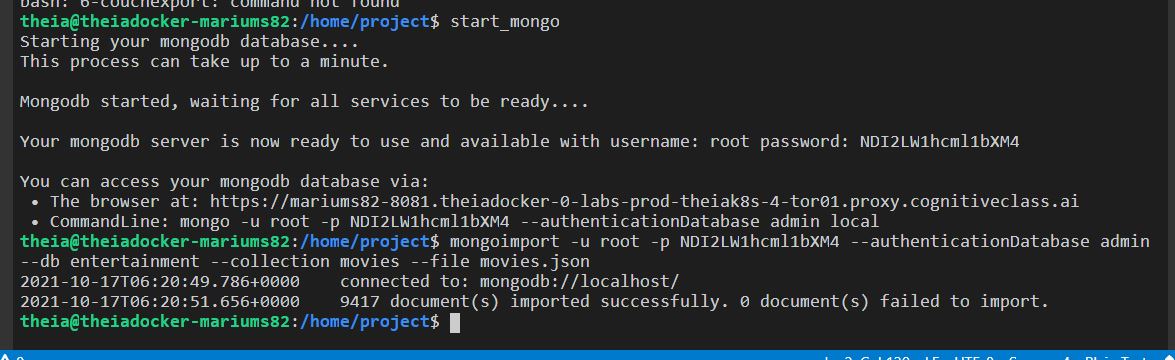 bash: 6-couchexport: command not found
theia@theiadocker-mariums82:/home/project$ start_mongo
Starting your mongodb database....
This process can take up to a minute.
Mongodb started, waiting for all services to be ready....
Your mongodb server is now ready to use and available with username: root password: NDI2LW1hcml1bXM4
You can access your mongodb database via:
• The browser at: https://mariums82-8081.theiadocker-0-labs-prod-theiak8s-4-tor01.proxy.cognitiveclass.ai
• CommandLine: mongo -u root -p NDI2LW1hcml1bXM4 --authenticationDatabase admin local
theia@theiadocker-mariums82:/home/project$ mongoimport -u root -p NDI2LW1hcml1bXM4 --authenticationDatabase admin
--db entertainment --collection movies --file movies.json
2021-10-17T06:20:49.786+0000 connected to: mongodb://localhost/
2021-10-17T06:20:51.656+0000 9417 document(s) imported successfully. 0 document(s) failed to import.
theia@theiadocker-mariums82:/home/project$